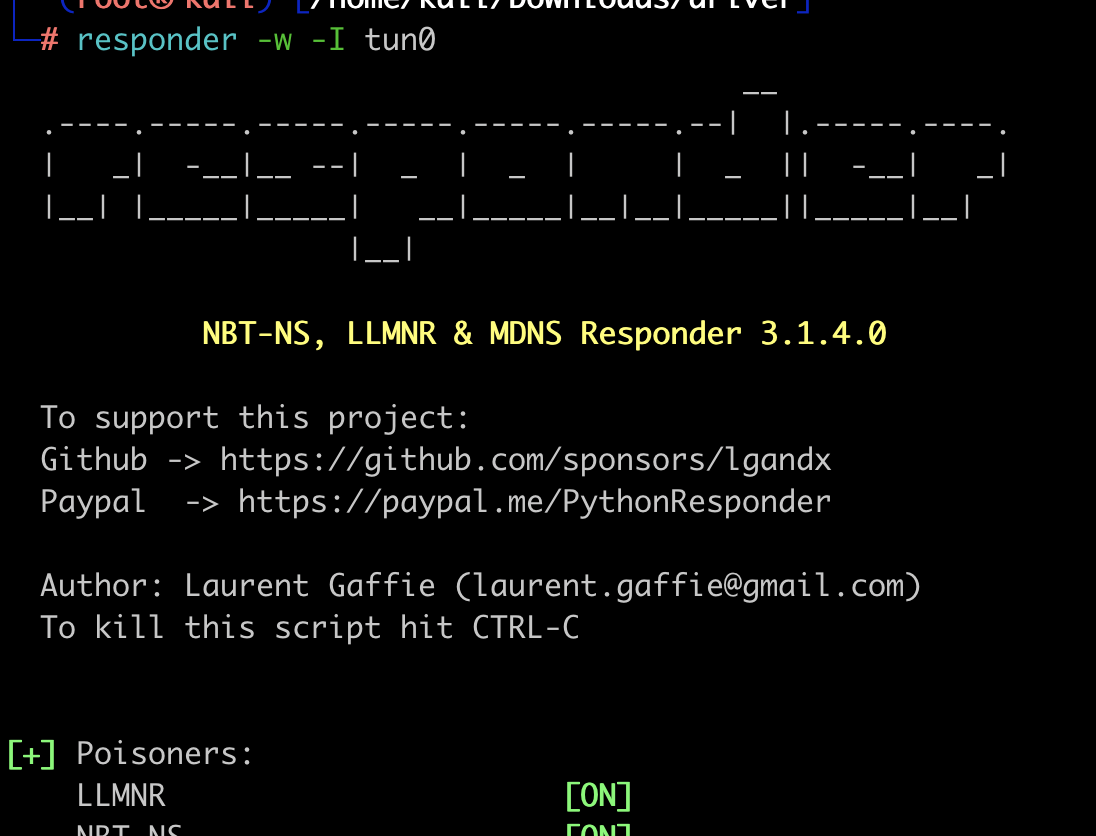 (root㉿kali)-[/home/kali/Downloads/driver]
└─# responder -w -I tun0
                                         __
  .----.-----.-----.-----.-----.-----.--|  |.-----.----.
  |   _|  -__|__ --|  _  |  _  |     |  _  ||  -__|   _|
  |__| |_____|_____|   __|_____|__|__|_____||_____|__|
                   |__|
NBT-NS, LLMNR & MDNS Responder 3.1.4.0
To support this project:
Github -> https://github.com/sponsors/lgandx
Paypal  -> https://paypal.me/PythonResponder
Author: Laurent Gaffie (laurent.gaffie@gmail.com)
To kill this script hit CTRL-C
[+] Poisoners:
LLMNR                      [ON]
NBT-NS                     [ON]